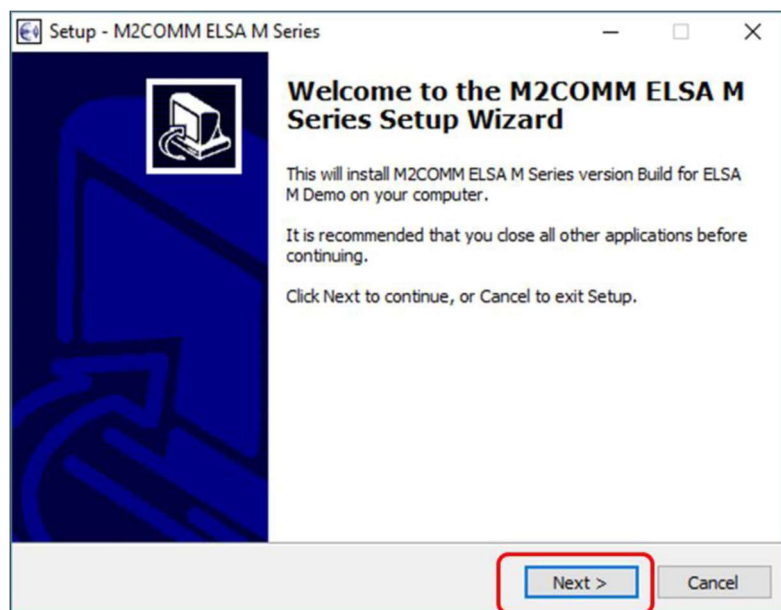 Setup - M2COMM ELSA M Series
Welcome to the M2COMM ELSA M
Series Setup Wizard
This will install M2COMM ELSA M Series version Build for ELSA
M Demo on your computer.
It is recommended that you close all other applications before
continuing.
Click Next to continue, or Cancel to exit Setup.
Next >
Cancel